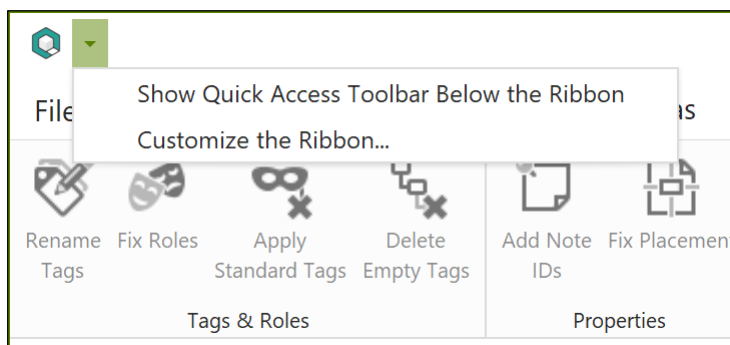 Show Quick Access Toolbar Below the Ribbon
File
as
Customize the Ribbon...
Rename Tags
Fix Roles
Apply Standard Tags
Delete Empty Tags
Add Note IDs
Fix Placement
Tags & Roles
Properties